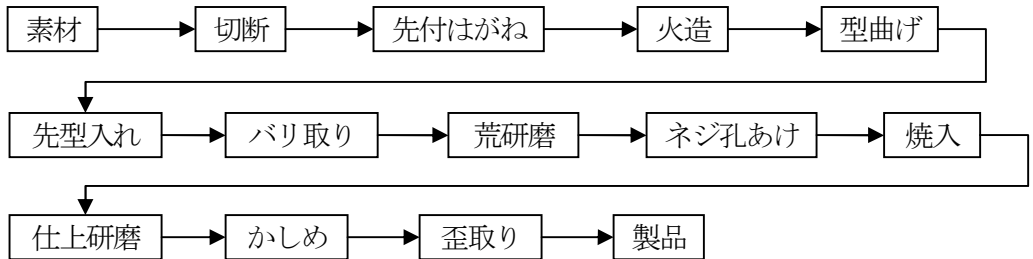 素材 切断 先付はがね 火造 型曲げ
先型入れ バリ取り 荒研磨 ネジ孔あけ 焼入
仕上研磨 かしめ 歪取り 製品